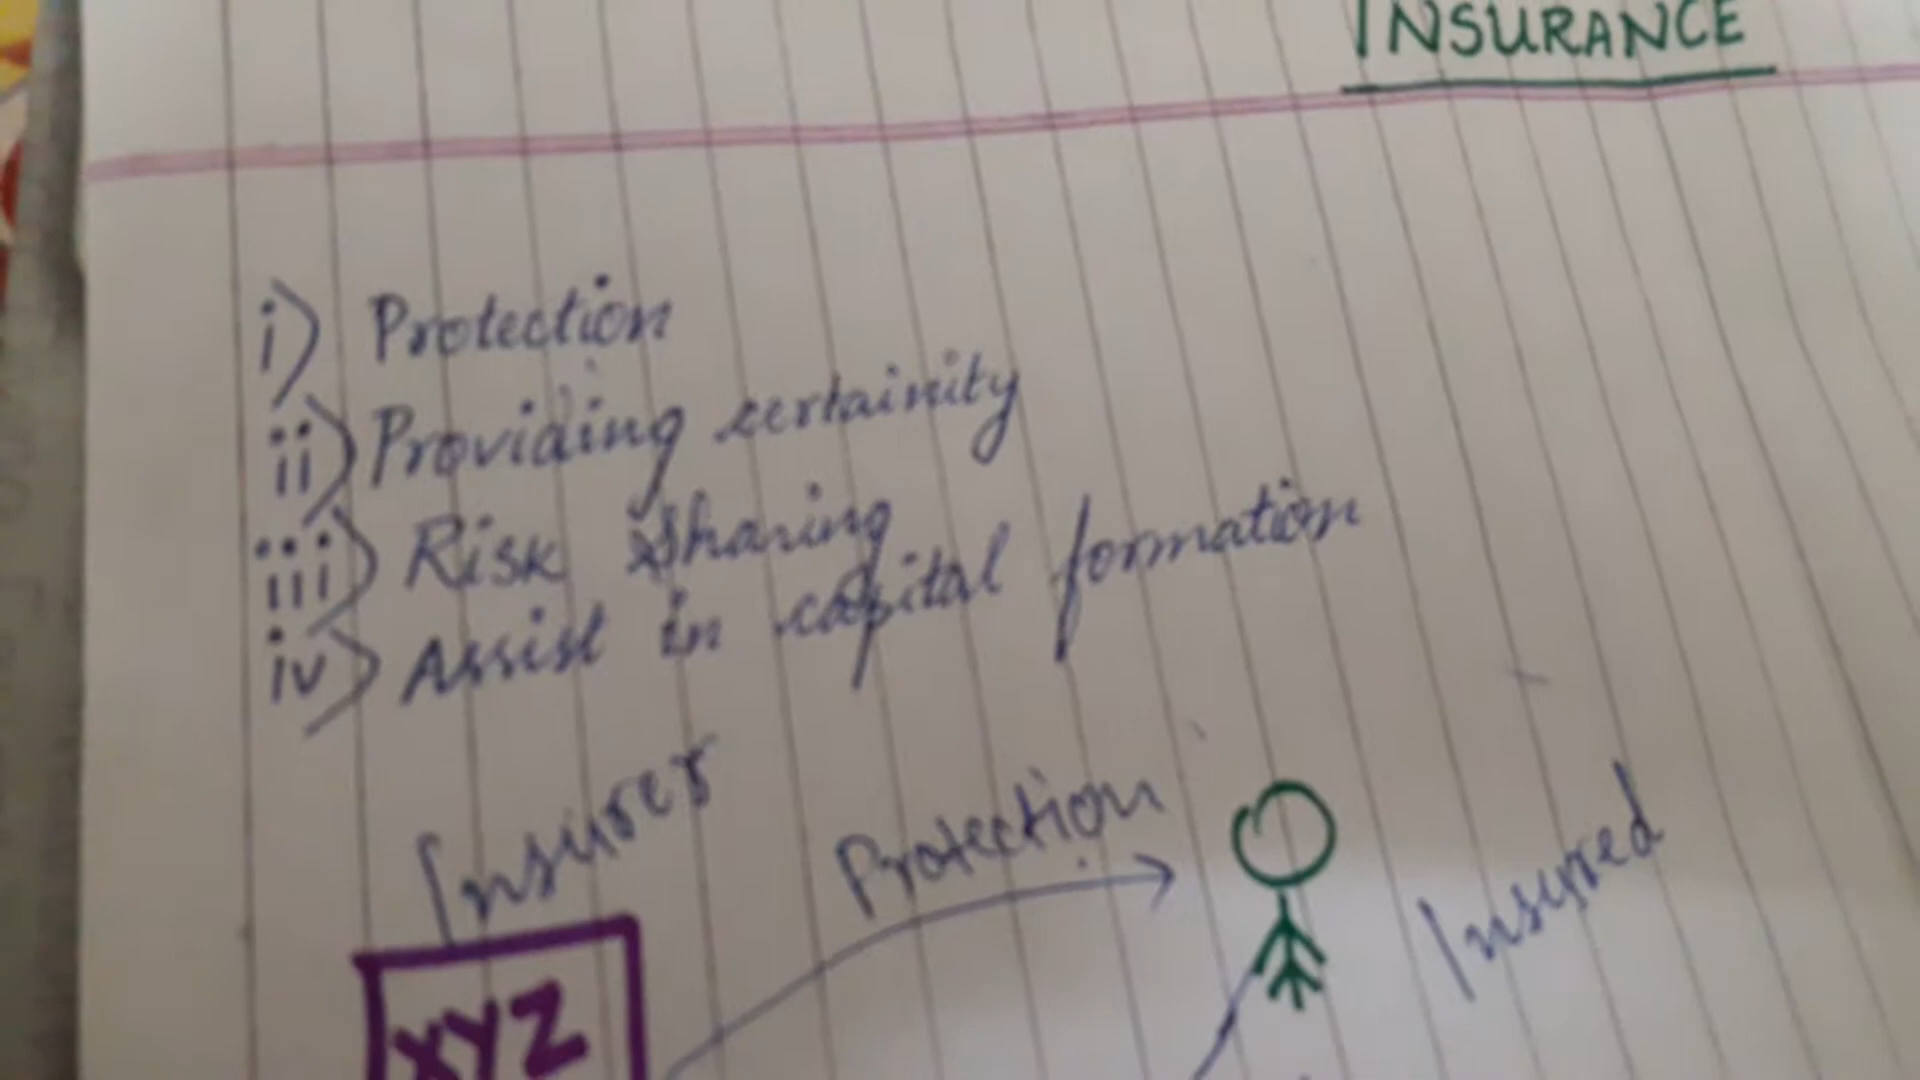 INSURANCE
i) Protection
ii) Providing certainity
iii) Risk Sharing
iv) Assist in capital formation
Insurer
Protection
Insured
XYZ